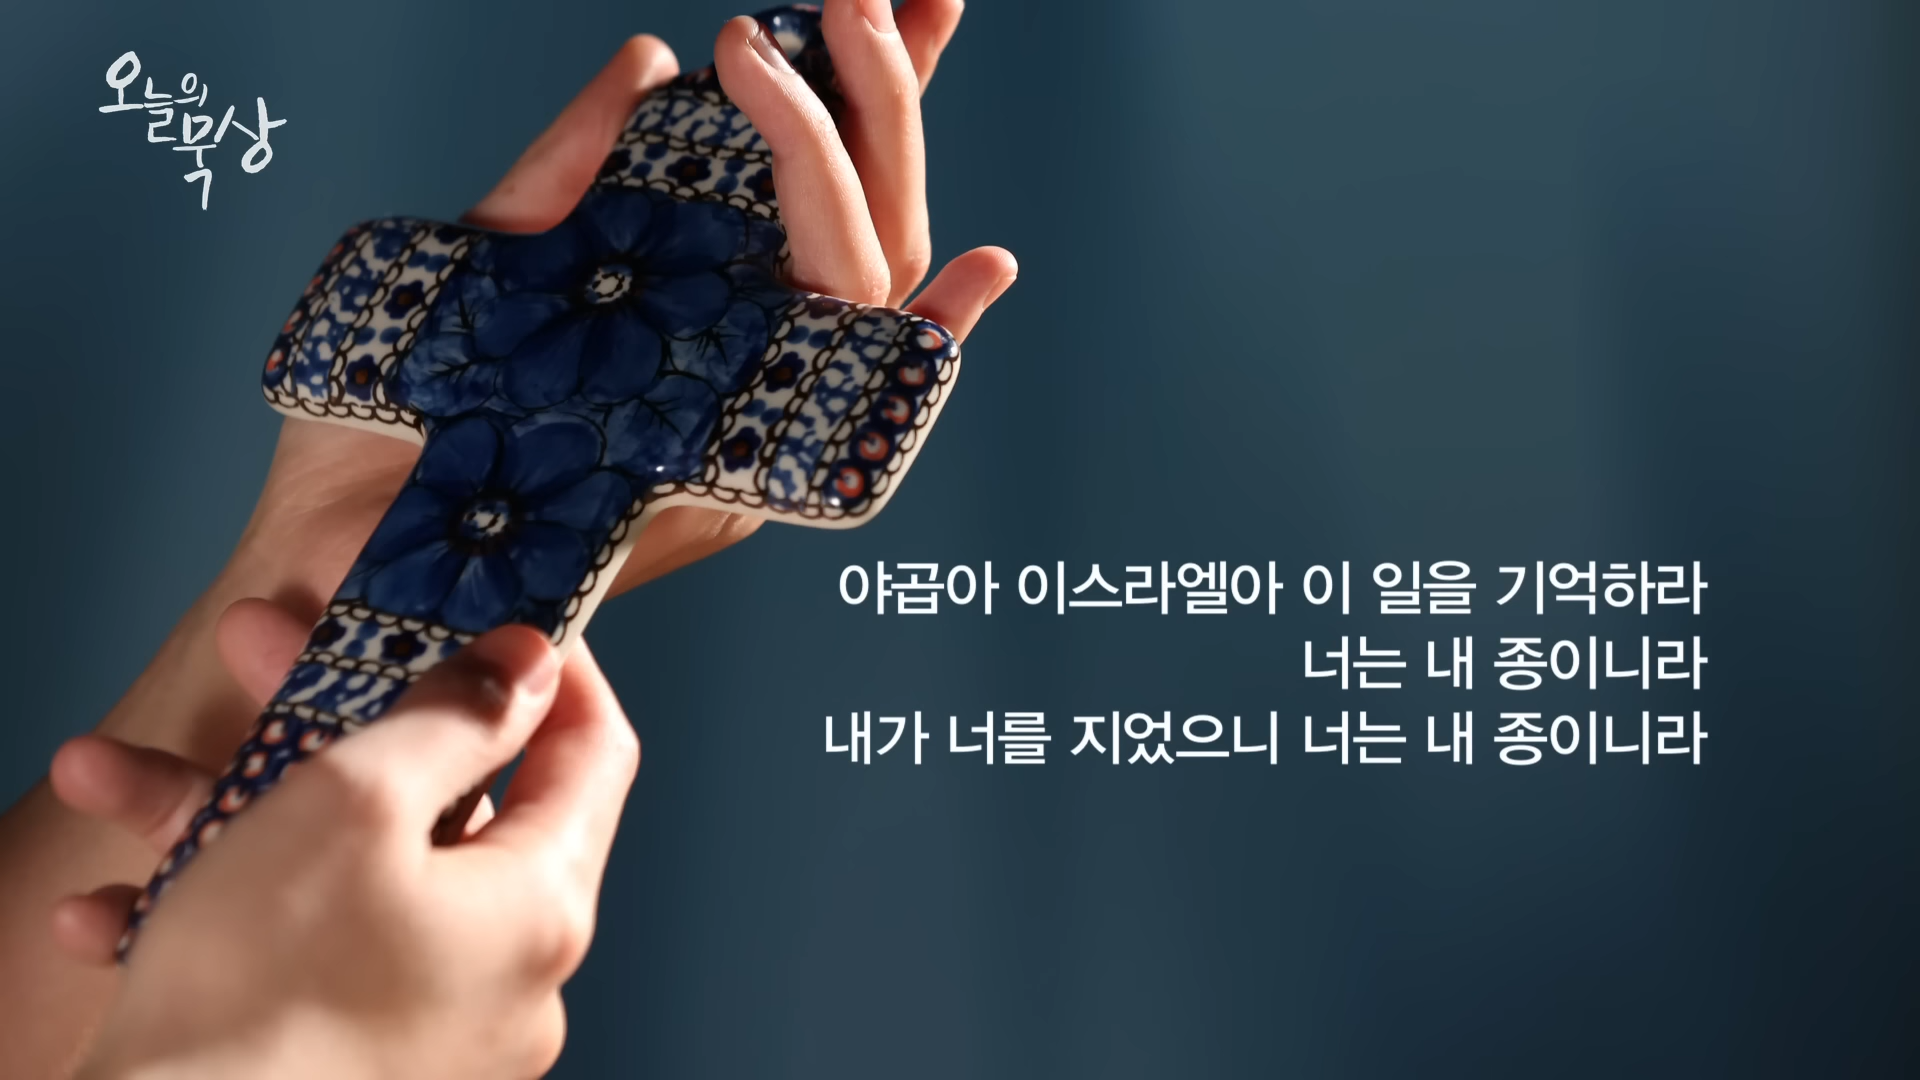 오늘의
묵상
야곱아 이스라엘아 이 일을 기억하라
너는 내 종이니라
내가 너를 지었으니 너는 내 종이니라